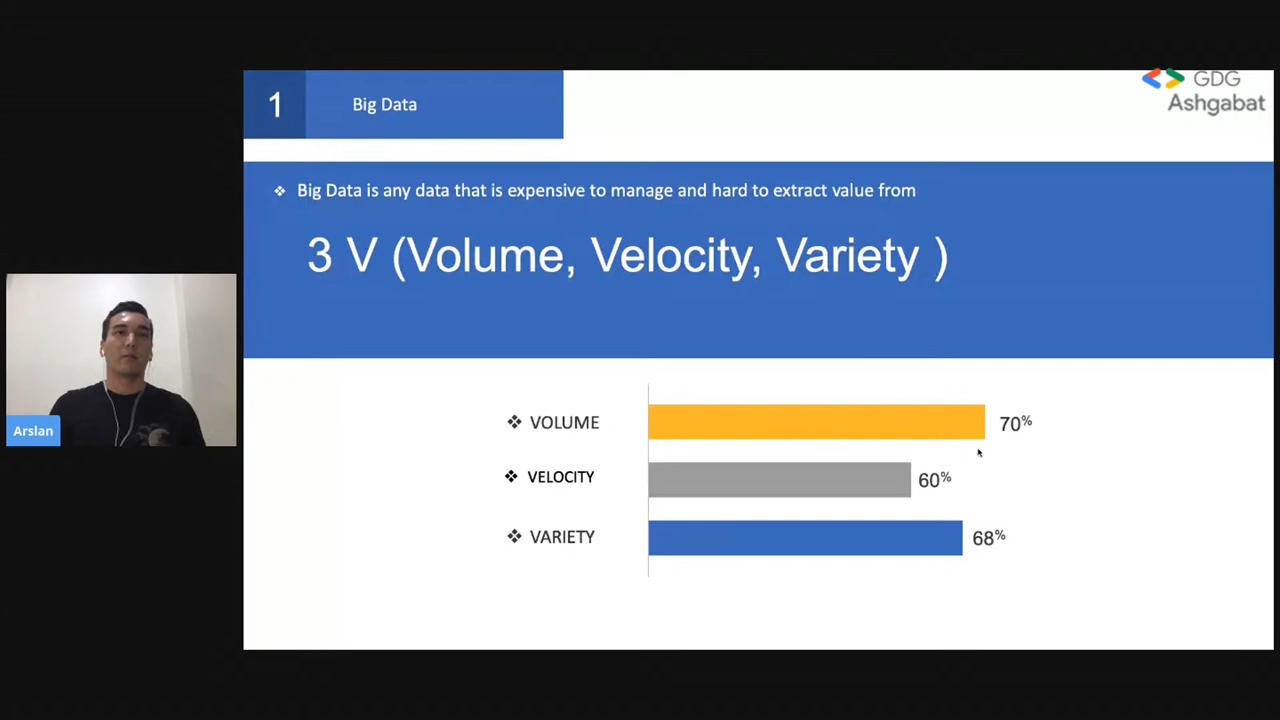 1
Big Data
GDG
Ashgabat
❖ Big Data is any data that is expensive to manage and hard to extract value from
3 V (Volume, Velocity, Variety )
❖ VOLUME
70%
❖ VELOCITY
60%
❖ VARIETY
68%
Arslan